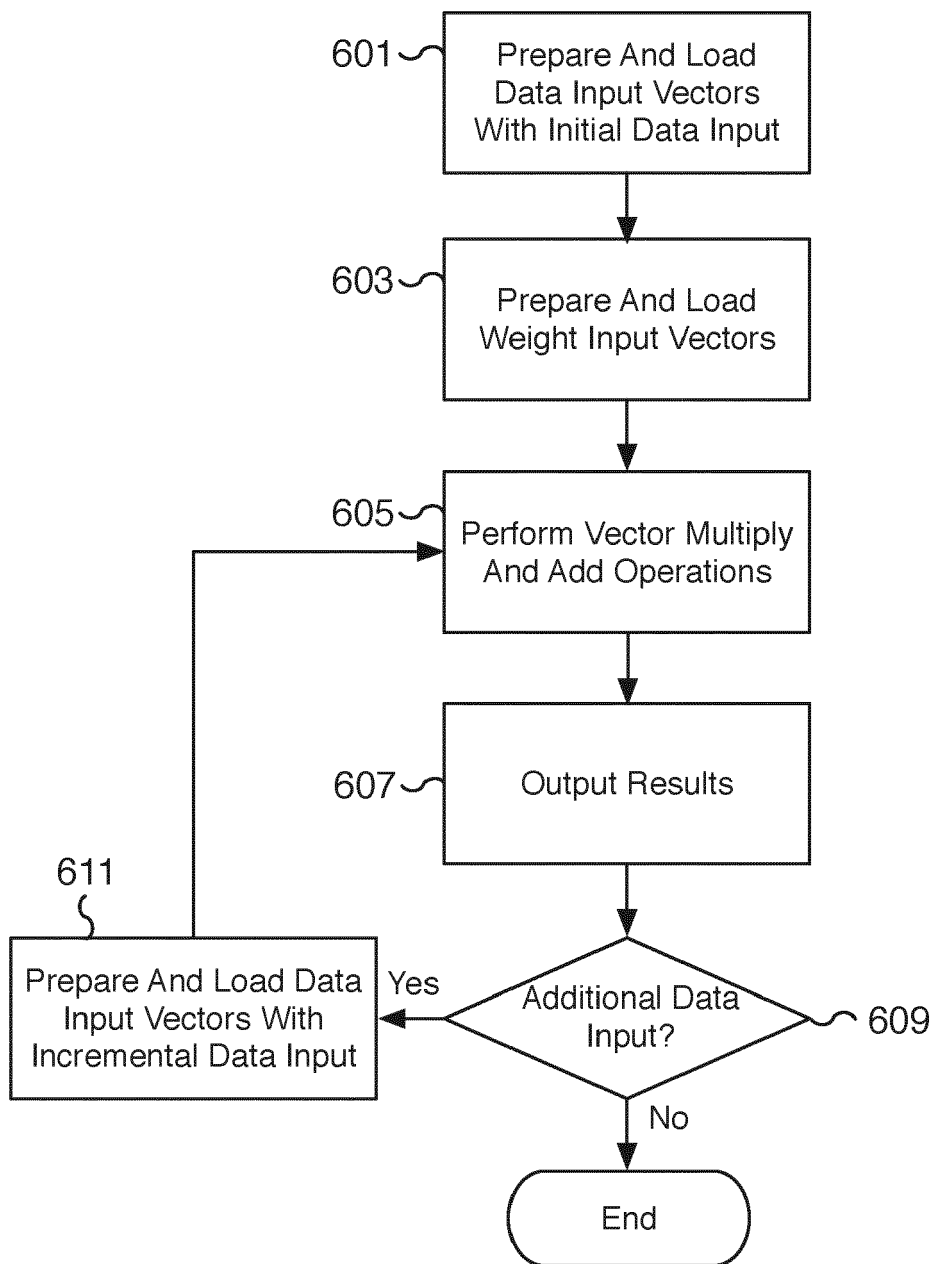 601
Prepare And Load
Data Input Vectors
With Initial Data Input
603
Prepare And Load
Weight Input Vectors
605
Perform Vector Multiply
And Add Operations
607
Output Results
611
Prepare And Load Data
Input Vectors With
Incremental Data Input
Yes
Additional Data
Input?
609
No
End